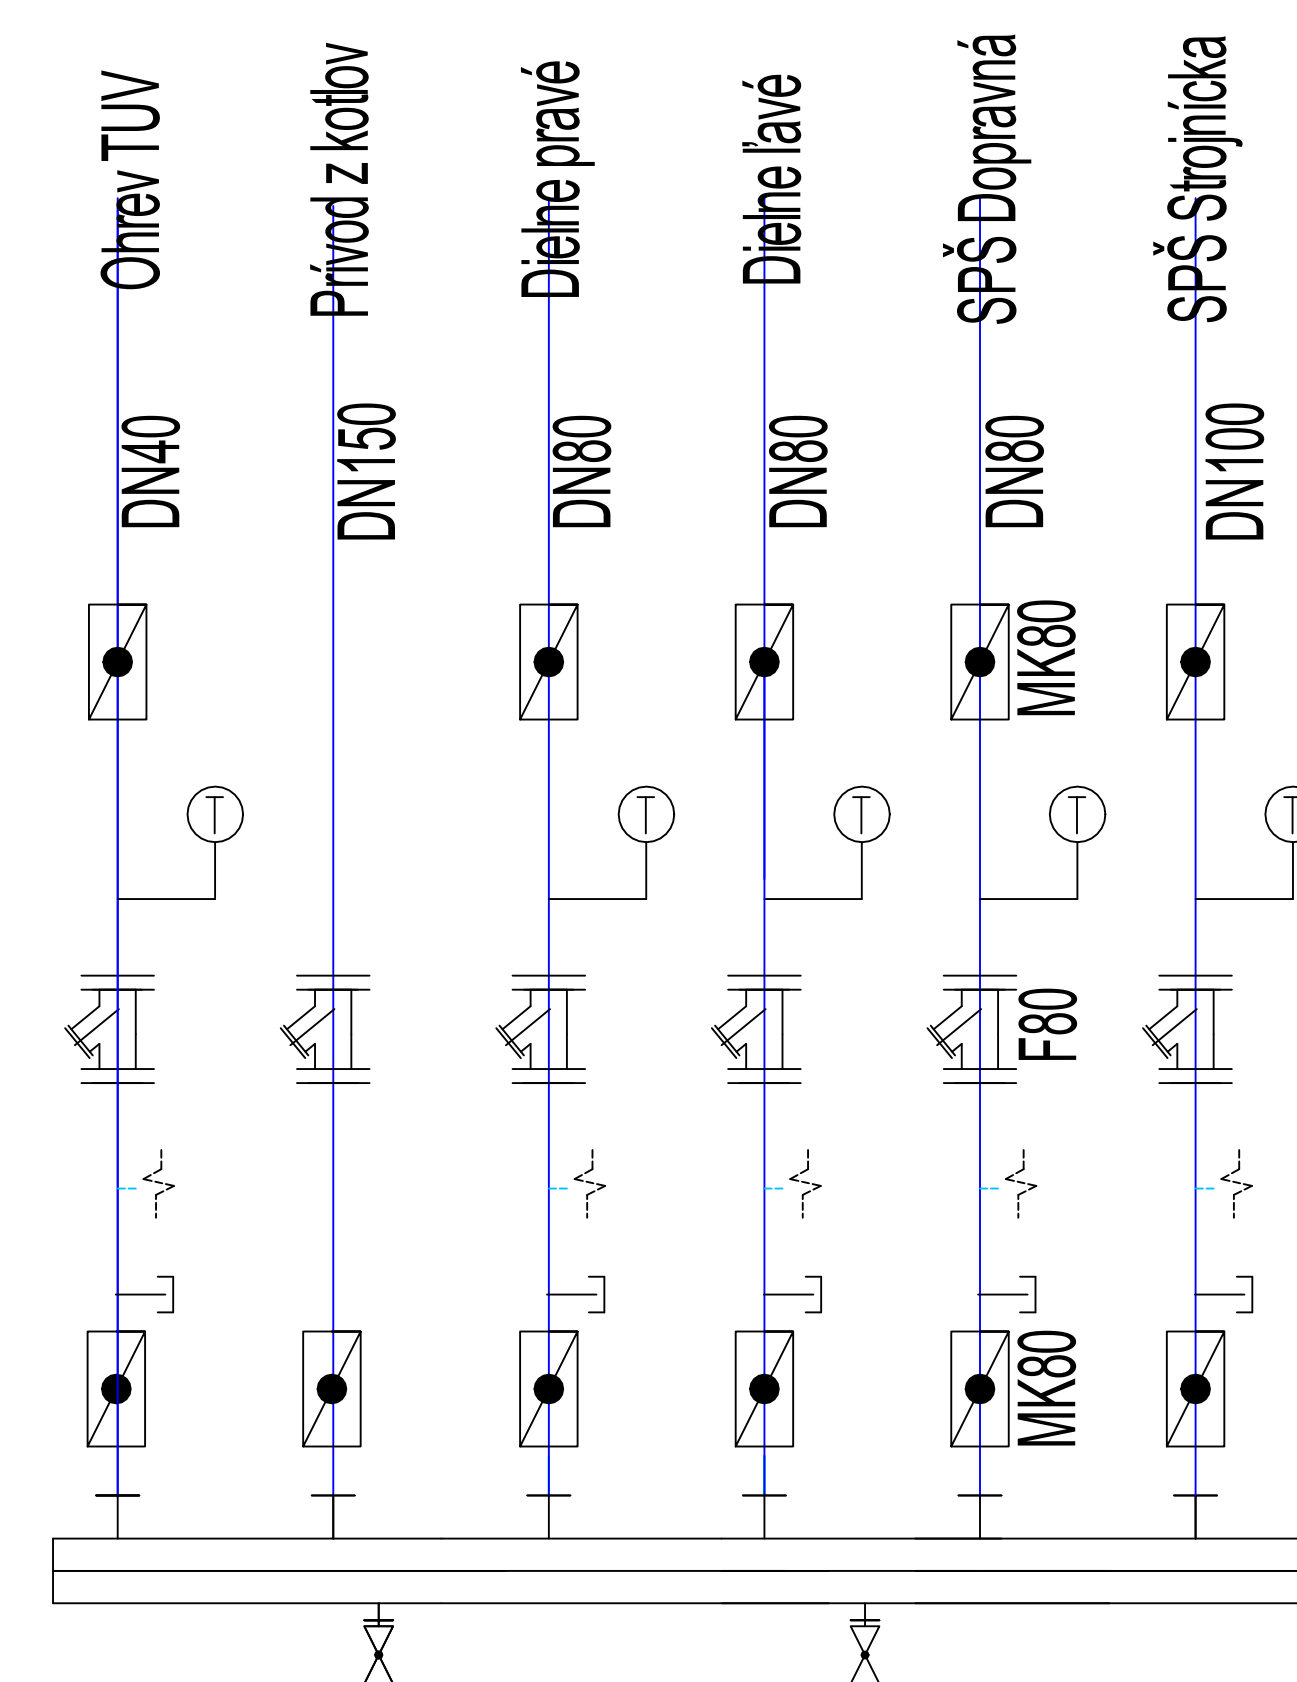 Ohrev TUV
Prívod z kotlov
Dielne pravé
Dielne ľavé
SPŠ Dopravná
SPŠ Strojnícka
DN40
DN150
DN80
DN80
DN80
DN100
MK80
T
T
T
T
T
F80
MK80